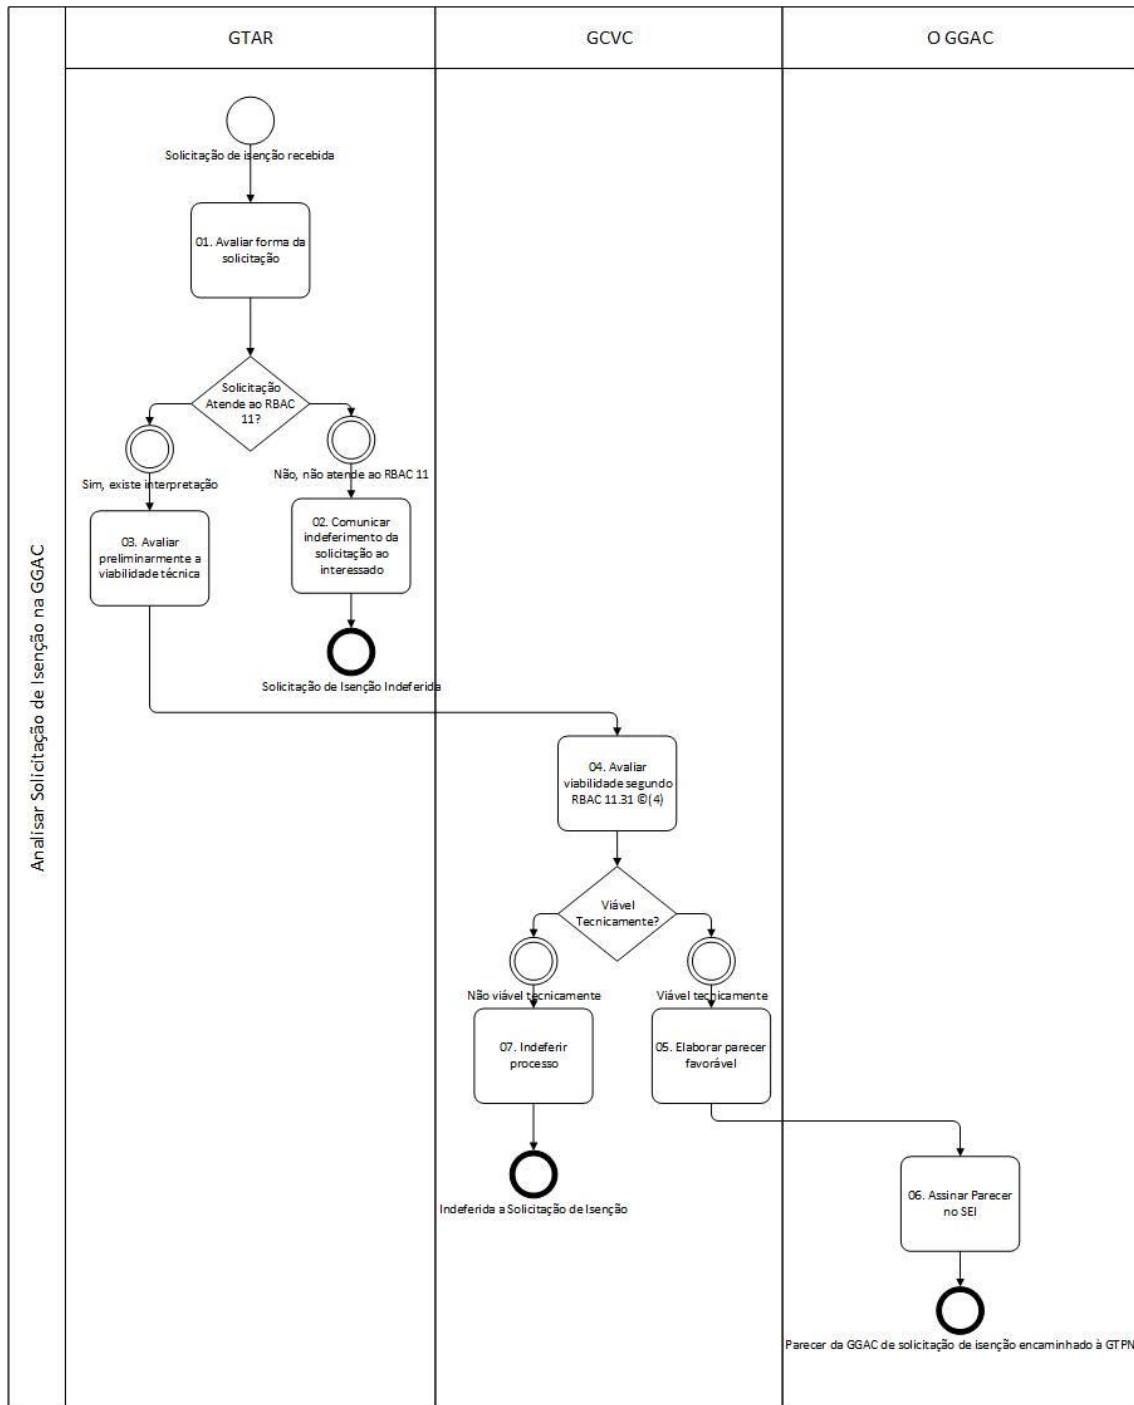 GTAR
GCVC
O GGAC
Analisar Solicitação de Isenção na GGAC
Solicitação de isenção recebida
01. Avaliar forma da
solicitação
Solicitação
Atende ao RBAC
11?
Sim, existe interpretação
Não, não atende ao RBAC 11
03. Avaliar
preliminarmente a
viabilidade técnica
02. Comunicar
indeferimento da
solicitação ao
interessado
Solicitação de Isenção Indeferida
04. Avaliar
viabilidade segundo
RBAC 11.31 ©(4)
Viável
Tecnicamente?
Não viável tecnicamente
Viável tecnicamente
07. Indeferir
processo
05. Elaborar parecer
favorável
Indeferida a Solicitação de Isenção
06. Assinar Parecer
no SEI
Parecer da GGAC de solicitação de isenção encaminhado à GTPN